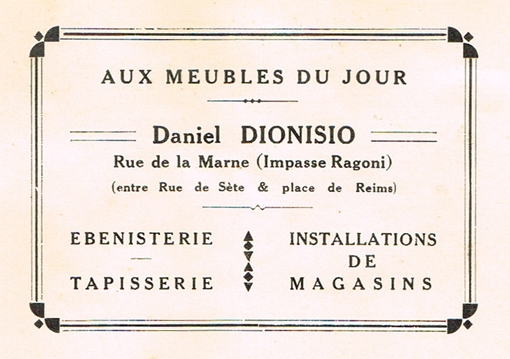 AUX MEUBLES DU JOUR
Daniel DIONISIO
Rue de la Marne (Impasse Ragoni)
(entre Rue de Sète & place de Reims)
EBENISTERIE
TAPISSERIE
INSTALLATIONS
DE
MAGASINS